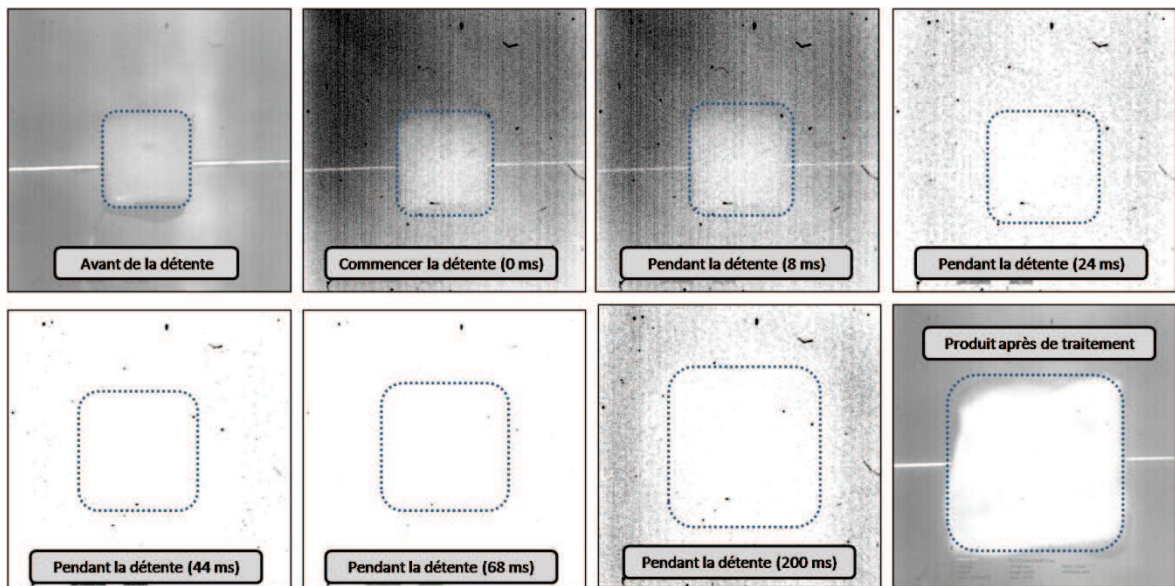 Avant de la détente
Commencer la détente (0 ms)
Pendant la détente (8 ms)
Pendant la détente (24 ms)
Pendant la détente (44 ms)
Pendant la détente (68 ms)
Pendant la détente (200 ms)
Produit après de traitement